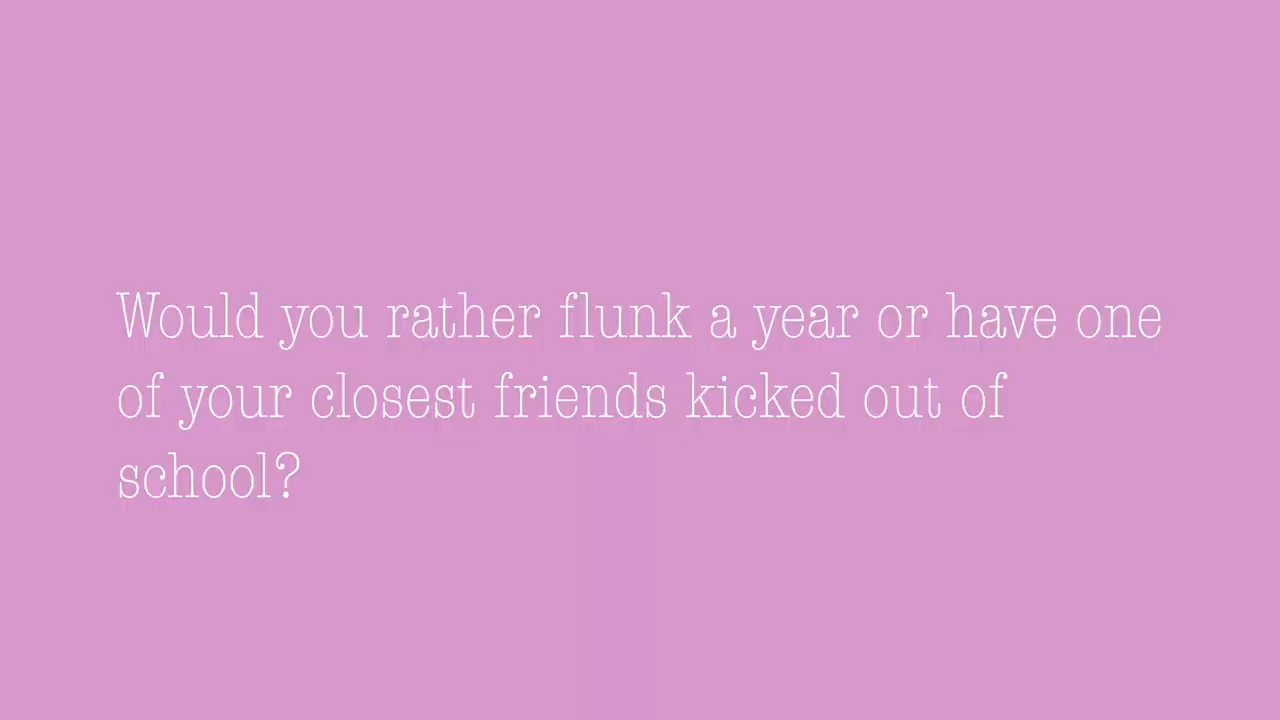 Would you rather flunk a year or have one
of your closest friends kicked out of
school?